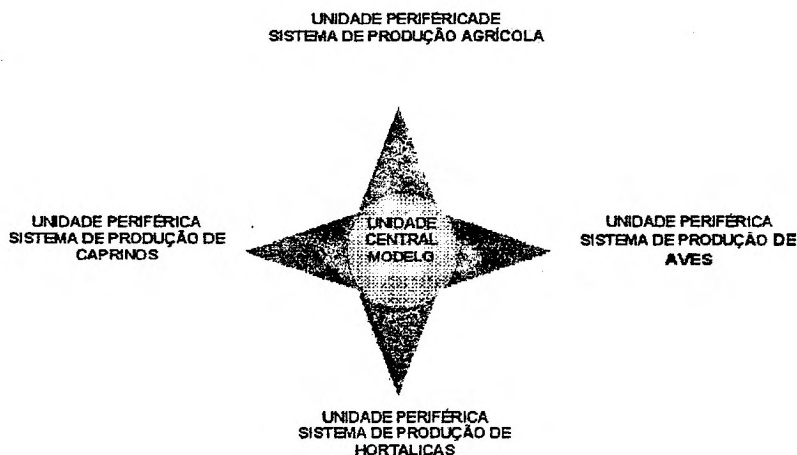 UNIDADE PERIFÉRICADE
SISTEMA DE PRODUÇÃO AGRÍCOLA
UNIDADE PERIFÉRICA
SISTEMA DE PRODUÇÃO DE
CAPRINOS
UNIDADE
CENTRAL
MODELO
UNIDADE PERIFÉRICA
SISTEMA DE PRODUÇÃO DE
AVES
UNIDADE PERIFÉRICA
SISTEMA DE PRODUÇÃO DE
HORTALICAS